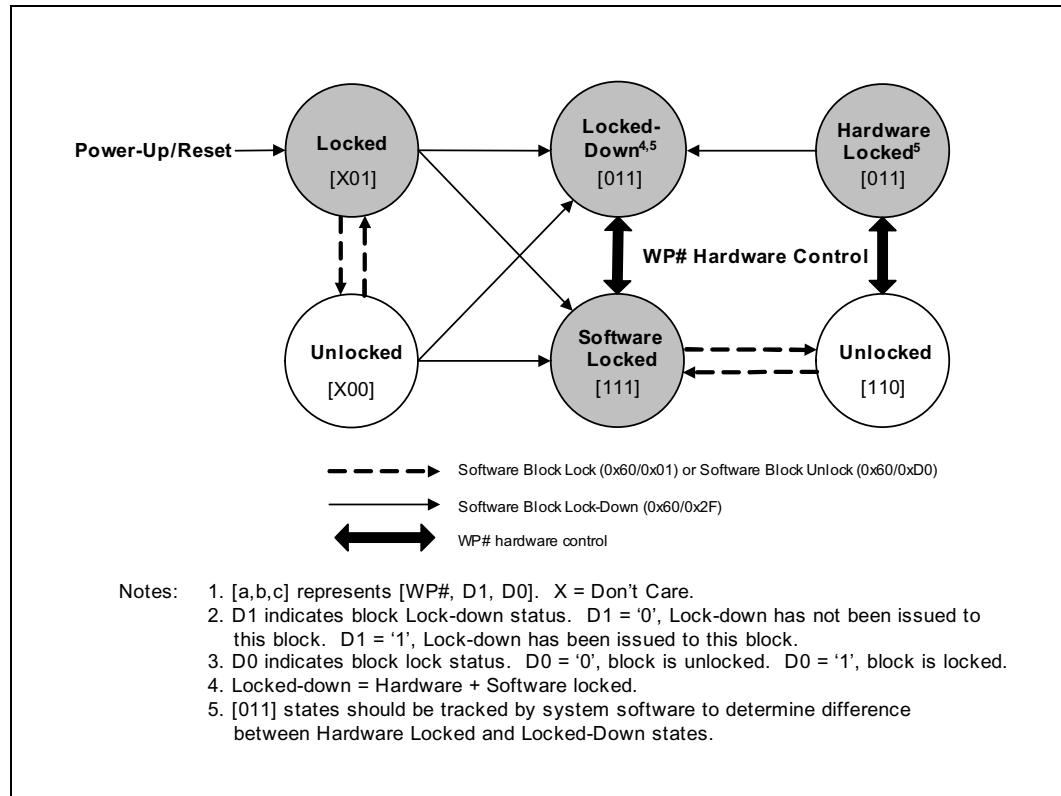 Power-Up/Reset
Locked
[X01]
Locked-
Down4,5
[011]
Hardware
Locked5
[011]
WP# Hardware Control
Unlocked
[X00]
Software
Locked
[111]
Unlocked
[110]
Software Block Lock (0x60/0x01) or Software Block Unlock (0x60/0xD0)
Software Block Lock-Down (0x60/0x2F)
WP# hardware control
Notes: 1. [a,b,c] represents [WP#, D1, D0]. X = Don't Care.
2. D1 indicates block Lock-down status. D1 = ‘0’, Lock-down has not been issued to
this block. D1 = ‘1’, Lock-down has been issued to this block.
3. D0 indicates block lock status. D0 = ‘0’, block is unlocked. D0 = ‘1’, block is locked.
4. Locked-down = Hardware + Software locked.
5. [011] states should be tracked by system software to determine difference
between Hardware Locked and Locked-Down states.